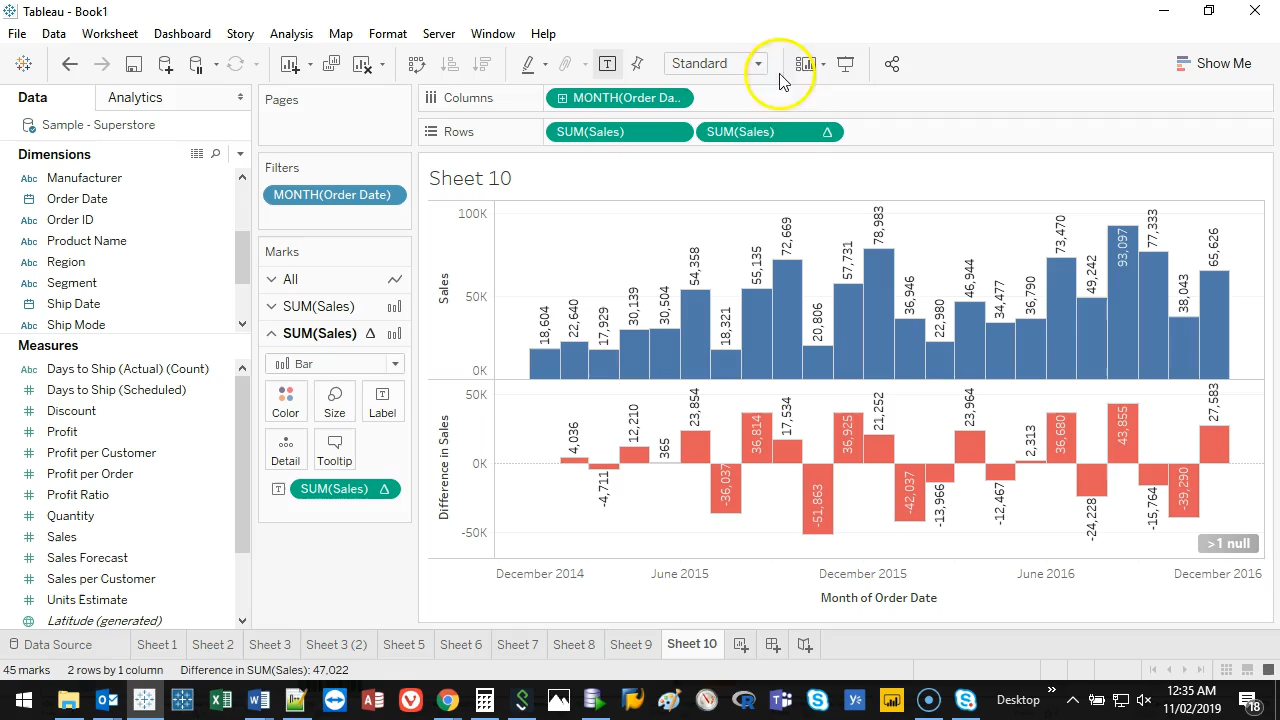 Tableau - Book1
File Data Worksheet Dashboard Story Analysis Map Format Server Window Help
Standard
Show Me
Data Analytics
Sample - Superstore
Dimensions
Abc Manufacturer
Order Date
Abc Order ID
Abc Product Name
Abc Region
Abc Segment
Ship Date
Abc Ship Mode
Measures
Abc Days to Ship (Actual) (Count)
Days to Ship (Scheduled)
Discount
Profit
Profit per Customer
Profit per Order
Profit Ratio
Quantity
Sales
Sales Forecast
Sales per Customer
Units Estimate
Latitude (generated)
Pages
Filters
MONTH(Order Date)
Marks
All
SUM(Sales)
SUM(Sales) Δ
Bar
Color Size Label
Detail Tooltip
SUM(Sales) Δ
Columns MONTH(Order Da..
Rows SUM(Sales) SUM(Sales) Δ
Sheet 10
Sales
100K
50K
0K
18,604 22,640 17,929 30,139 30,504 54,358 18,321 55,135 72,669 20,806 57,731 78,983 36,946 22,980 46,944 34,477 36,790 73,470 49,242 93,097 77,333 38,043 65,626
Difference in Sales
50K
0K
-50K
4,036 -4,711 12,210 365 23,854 -36,037 36,814 17,534 -51,863 36,925 21,252 -42,037 -13,966 23,964 -12,467 2,313 36,680 -24,228 43,855 -15,764 -39,290 27,583
>1 null
December 2014 June 2015 December 2015 June 2016 December 2016
Month of Order Date
Data Source Sheet 1 Sheet 2 Sheet 3 Sheet 3 (2) Sheet 5 Sheet 6 Sheet 7 Sheet 8 Sheet 9 Sheet 10
45 marks 2 rows by 1 column Difference in SUM(Sales): 47,022
Desktop
12:35 AM
11/02/2019
18